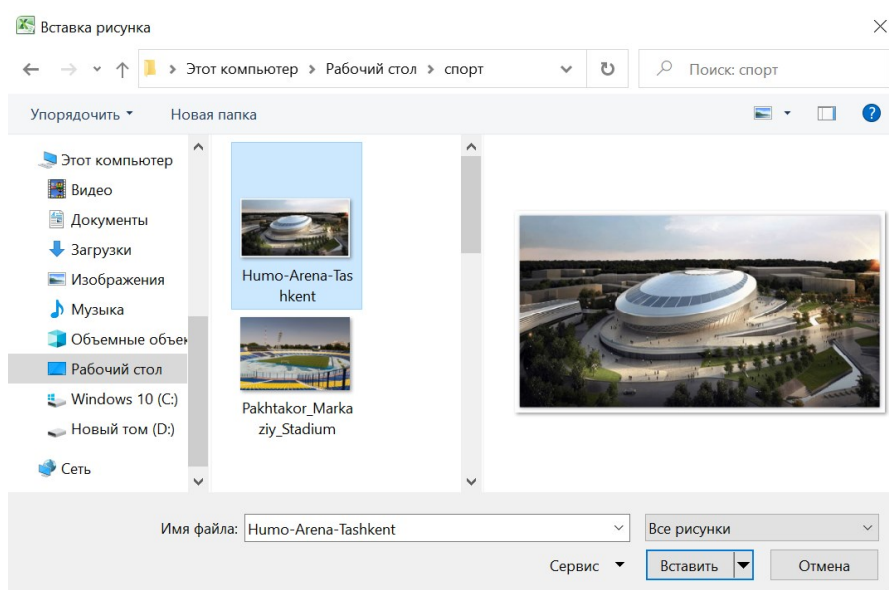 Вставка рисунка
Этот компьютер > Рабочий стол > спорт
Поиск: спорт
Упорядочить
Новая папка
Этот компьютер
Видео
Документы
Загрузки
Изображения
Музыка
Объемные объек
Рабочий стол
Windows 10 (C:)
Новый том (D:)
Сеть
Humo-Arena-Tas
hkent
Pakhtakor_Marka
ziy_Stadium
Имя файла: Humo-Arena-Tashkent
Все рисунки
Сервис
Вставить
Отмена